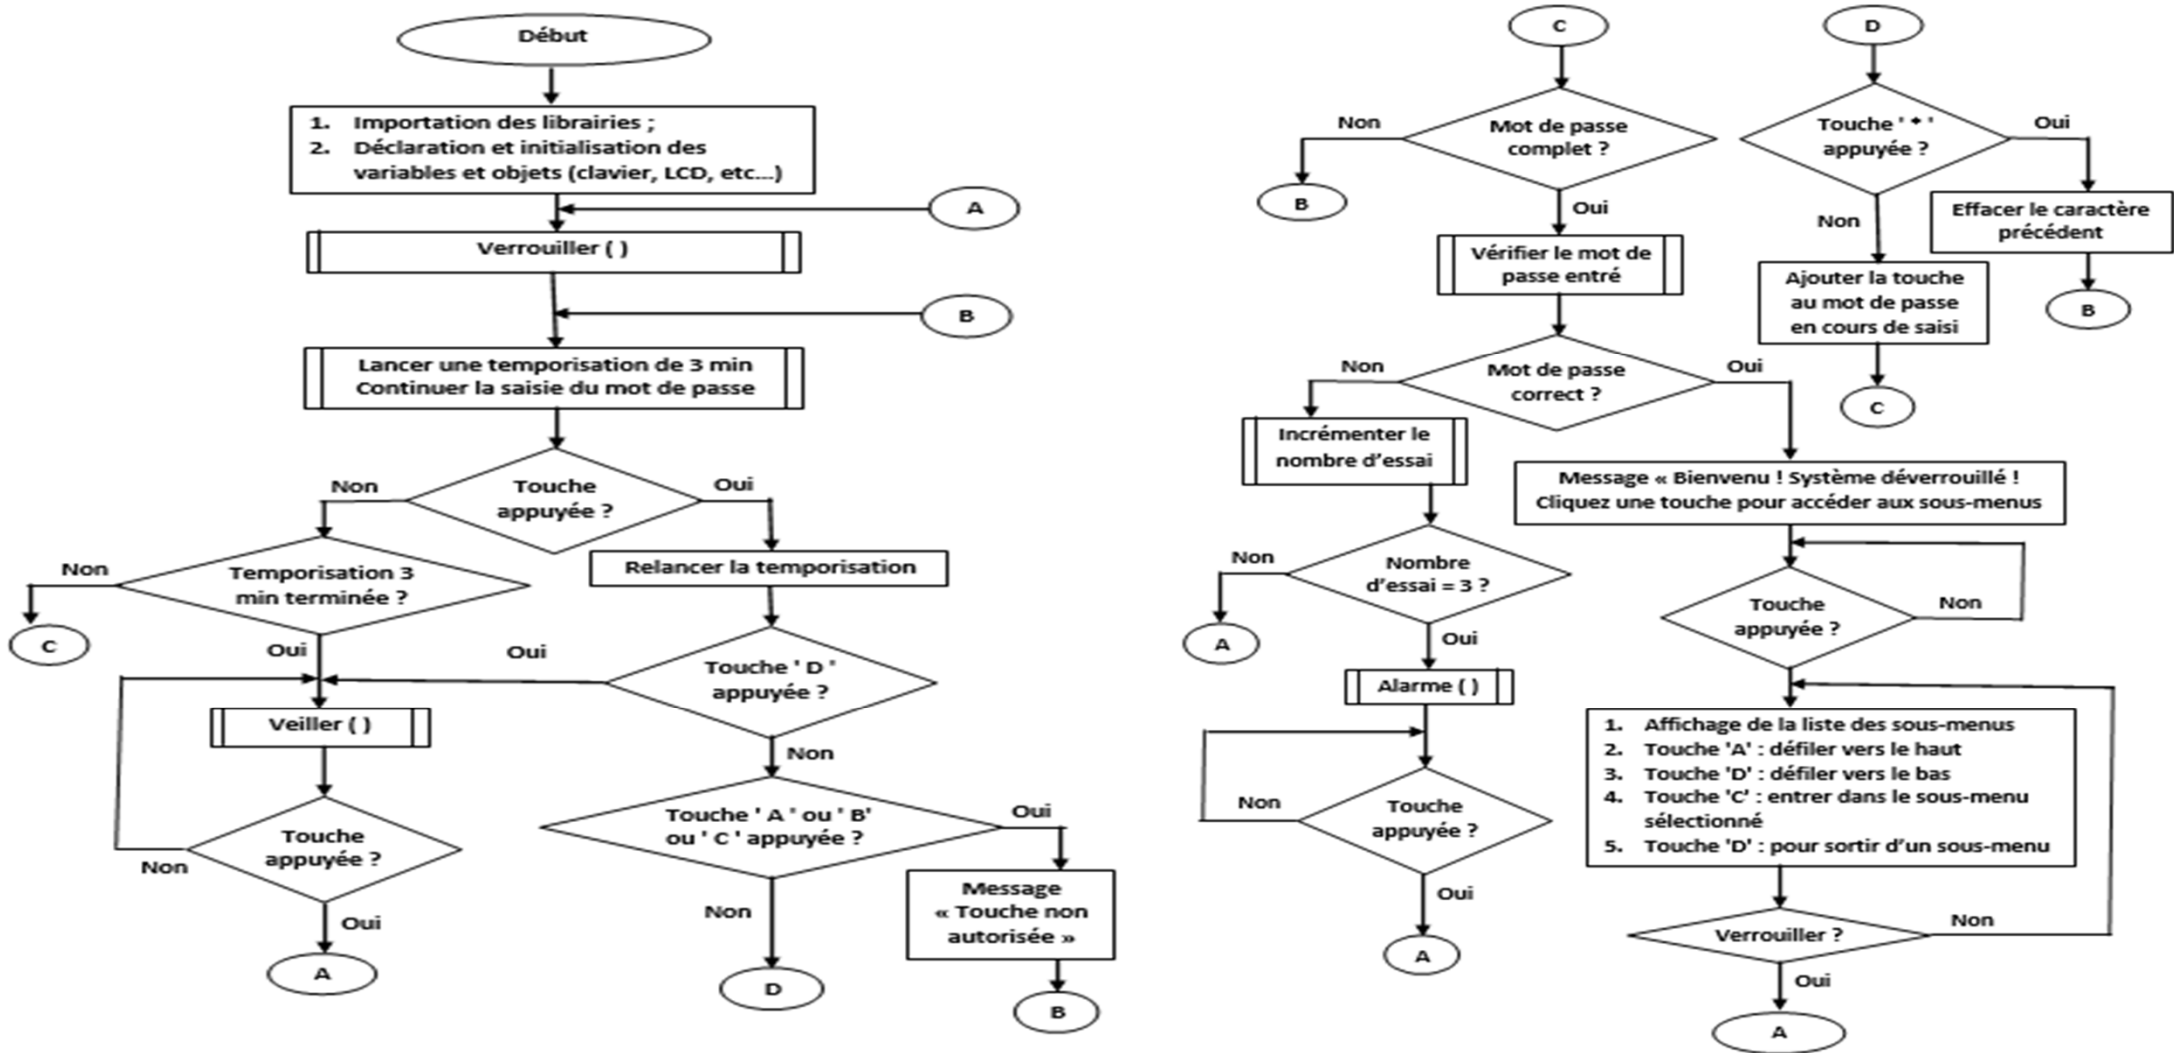 Début
1. Importation des librairies ;
2. Déclaration et initialisation des
variables et objets (clavier, LCD, etc...)
A
Verrouiller ( )
B
Lancer une temporisation de 3 min
Continuer la saisie du mot de passe
Touche
appuyée ?
Non
Oui
Temporisation 3
min terminée ?
Non
C
Oui
Relancer la temporisation
Touche ' D '
appuyée ?
Oui
Non
Veiller ( )
Touche
appuyée ?
Non
Oui
A
Touche ' A ' ou ' B'
ou ' C ' appuyée ?
Oui
Non
Message
« Touche non
autorisée »
D
B
C
Mot de passe
complet ?
Non
B
Oui
Vérifier le mot de
passe entré
Mot de passe
correct ?
Non
Oui
Incrémenter le
nombre d’essai
Nombre
d’essai = 3 ?
Non
A
Oui
Alarme ( )
Touche
appuyée ?
Non
Oui
A
D
Touche ' * '
appuyée ?
Oui
Non
Effacer le caractère
précédent
B
Ajouter la touche
au mot de passe
en cours de saisi
C
Message « Bienvenu ! Système déverrouillé !
Cliquez une touche pour accéder aux sous-menus
Touche
appuyée ?
Non
1. Affichage de la liste des sous-menus
2. Touche 'A' : défiler vers le haut
3. Touche 'D' : défiler vers le bas
4. Touche 'C' : entrer dans le sous-menu
sélectionné
5. Touche 'D' : pour sortir d’un sous-menu
Verrouiller ?
Non
Oui
A